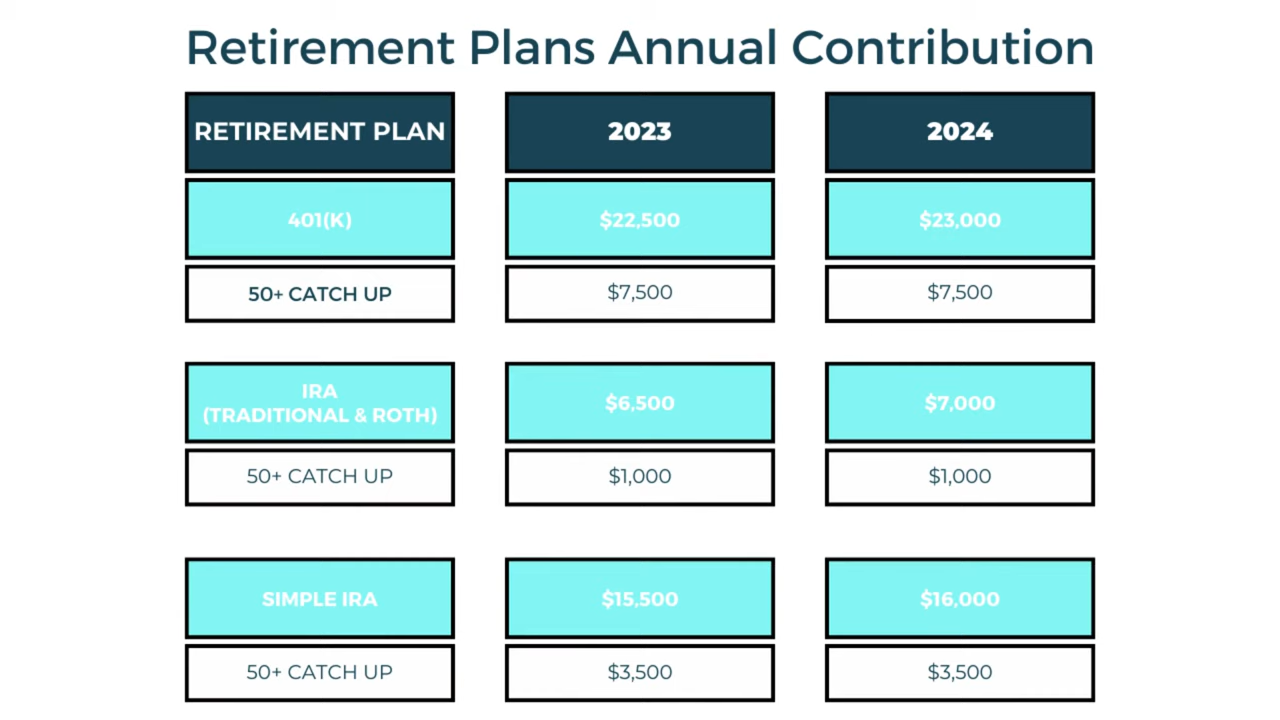 Retirement Plans Annual Contribution
RETIREMENT PLAN 2023 2024
401(K) $22,500 $23,000
50+ CATCH UP $7,500 $7,500
IRA
(TRADITIONAL & ROTH) $6,500 $7,000
50+ CATCH UP $1,000 $1,000
SIMPLE IRA $15,500 $16,000
50+ CATCH UP $3,500 $3,500